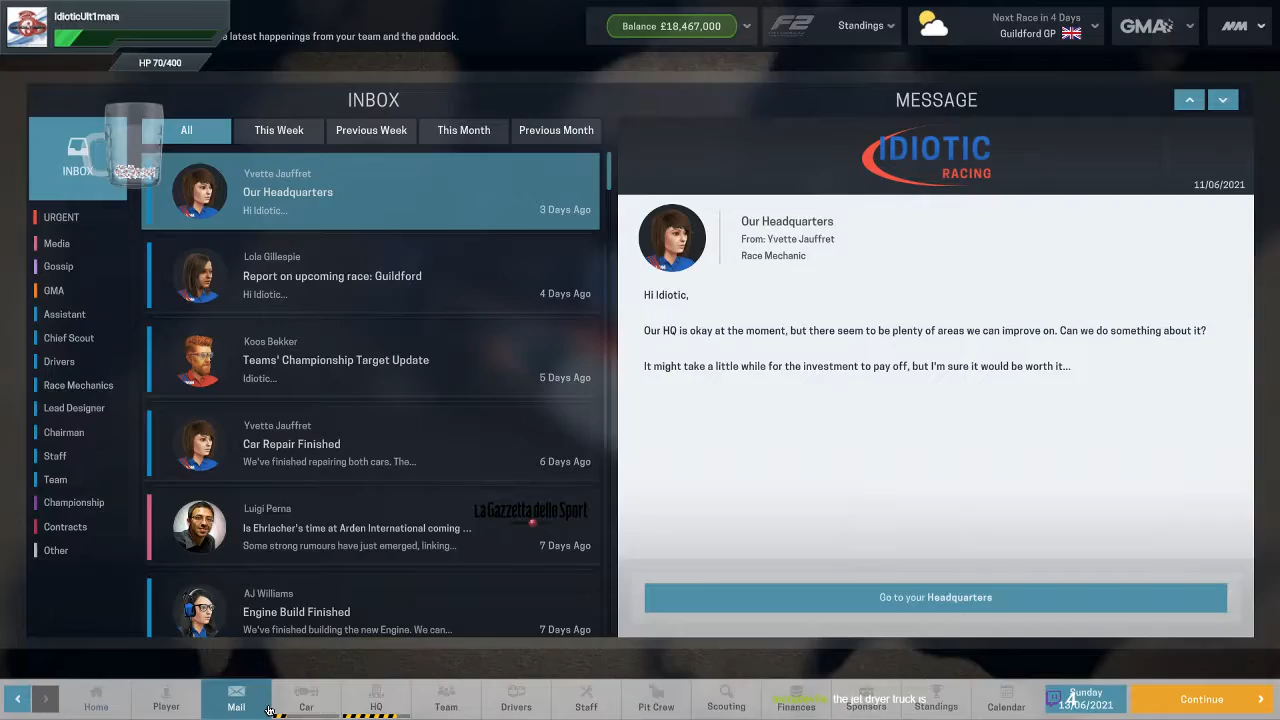 IdioticUlt1mara
HP 70/400
e latest happenings from your team and the paddock.
Balance £18,467,000
F2
Standings
Next Race in 4 Days
Guildford GP
GMA
INBOX
All
This Week
Previous Week
This Month
Previous Month
INBOX
URGENT
Media
Gossip
GMA
Assistant
Chief Scout
Drivers
Race Mechanics
Lead Designer
Chairman
Staff
Team
Championship
Contracts
Other
Yvette Jauffret
Our Headquarters
Hi Idiotic...
3 Days Ago
Lola Gillespie
Report on upcoming race: Guildford
Hi Idiotic...
4 Days Ago
Koos Bekker
Teams' Championship Target Update
Idiotic...
5 Days Ago
Yvette Jauffret
Car Repair Finished
We've finished repairing both cars. The...
6 Days Ago
Luigi Perna
La Gazzetta dello Sport
Is Ehrlacher's time at Arden International coming ...
Some strong rumours have just emerged, linking...
7 Days Ago
AJ Williams
Engine Build Finished
We've finished building the new Engine. We can...
7 Days Ago
MESSAGE
IDIOTIC
RACING
11/06/2021
Our Headquarters
From: Yvette Jauffret
Race Mechanic
Hi Idiotic,
Our HQ is okay at the moment, but there seem to be plenty of areas we can improve on. Can we do something about it?
It might take a little while for the investment to pay off, but I'm sure it would be worth it...
Go to your Headquarters
Home
Player
Mail
Car
HQ
Team
Drivers
Staff
Pit Crew
Scouting
Finances
Sponsors
Standings
Calendar
the jet dryer truck is
4
Sunday
13/06/2021
Continue